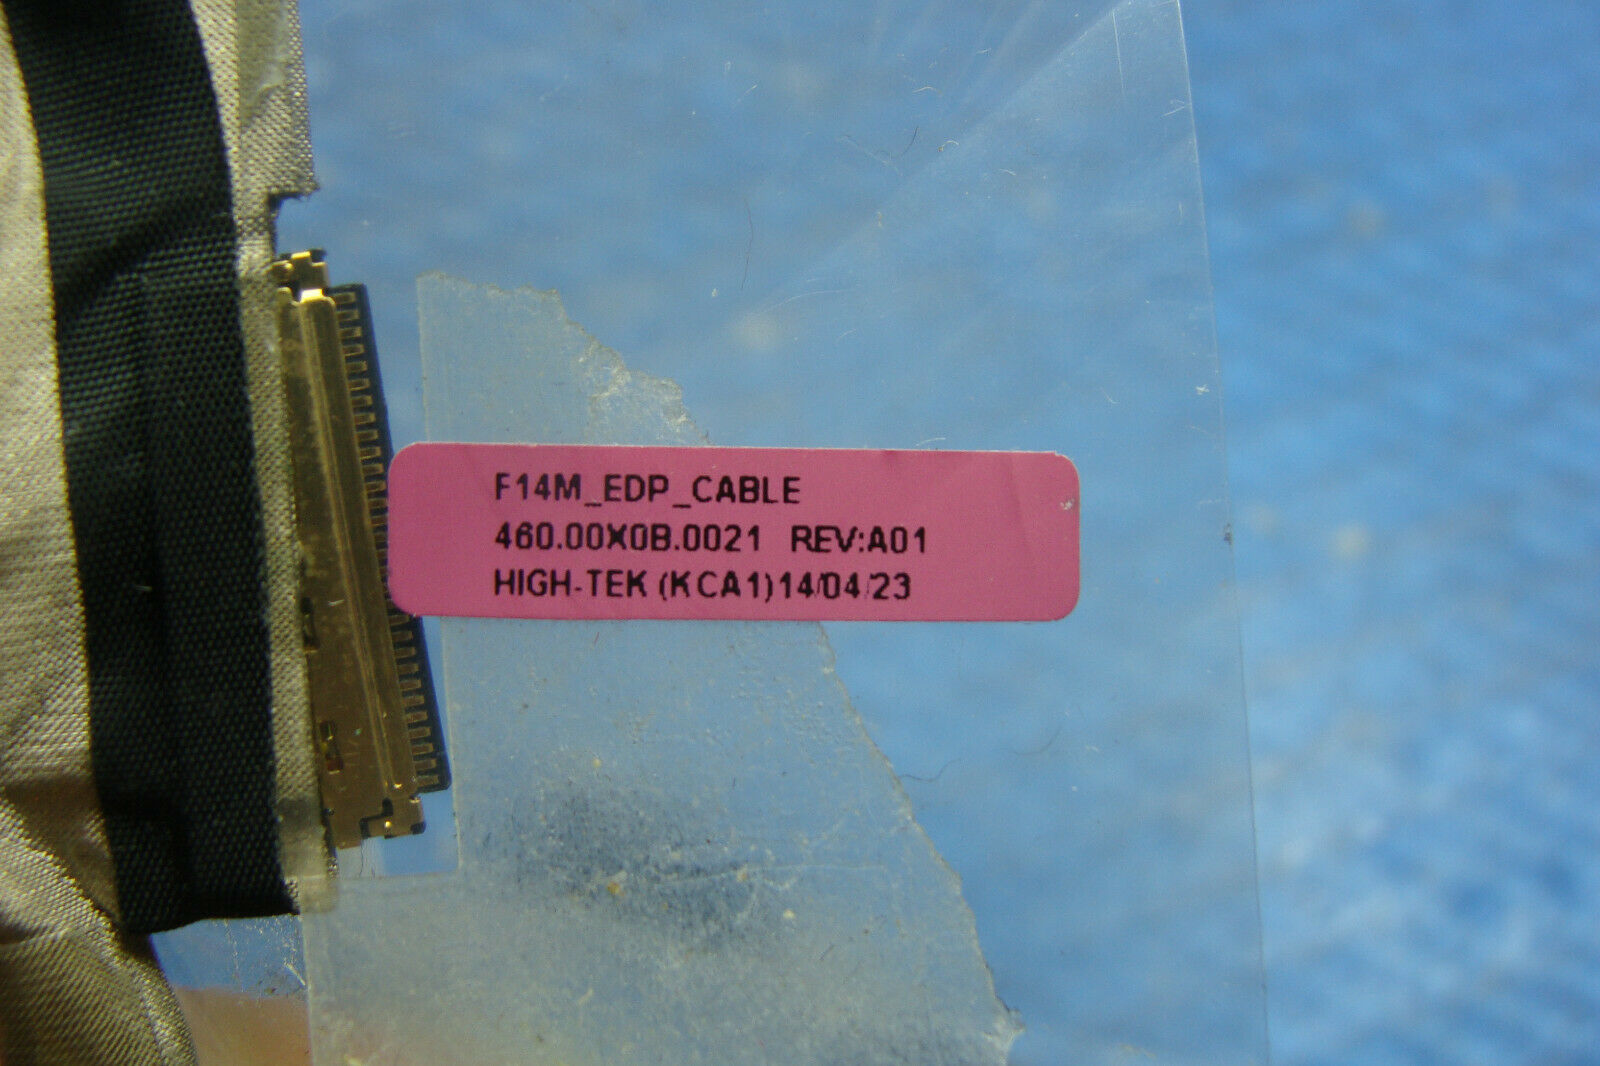 F14M_EDP_CABLE
460.00X0B.0021 REV:A01
HIGH-TEK (KCA1)14/04/23